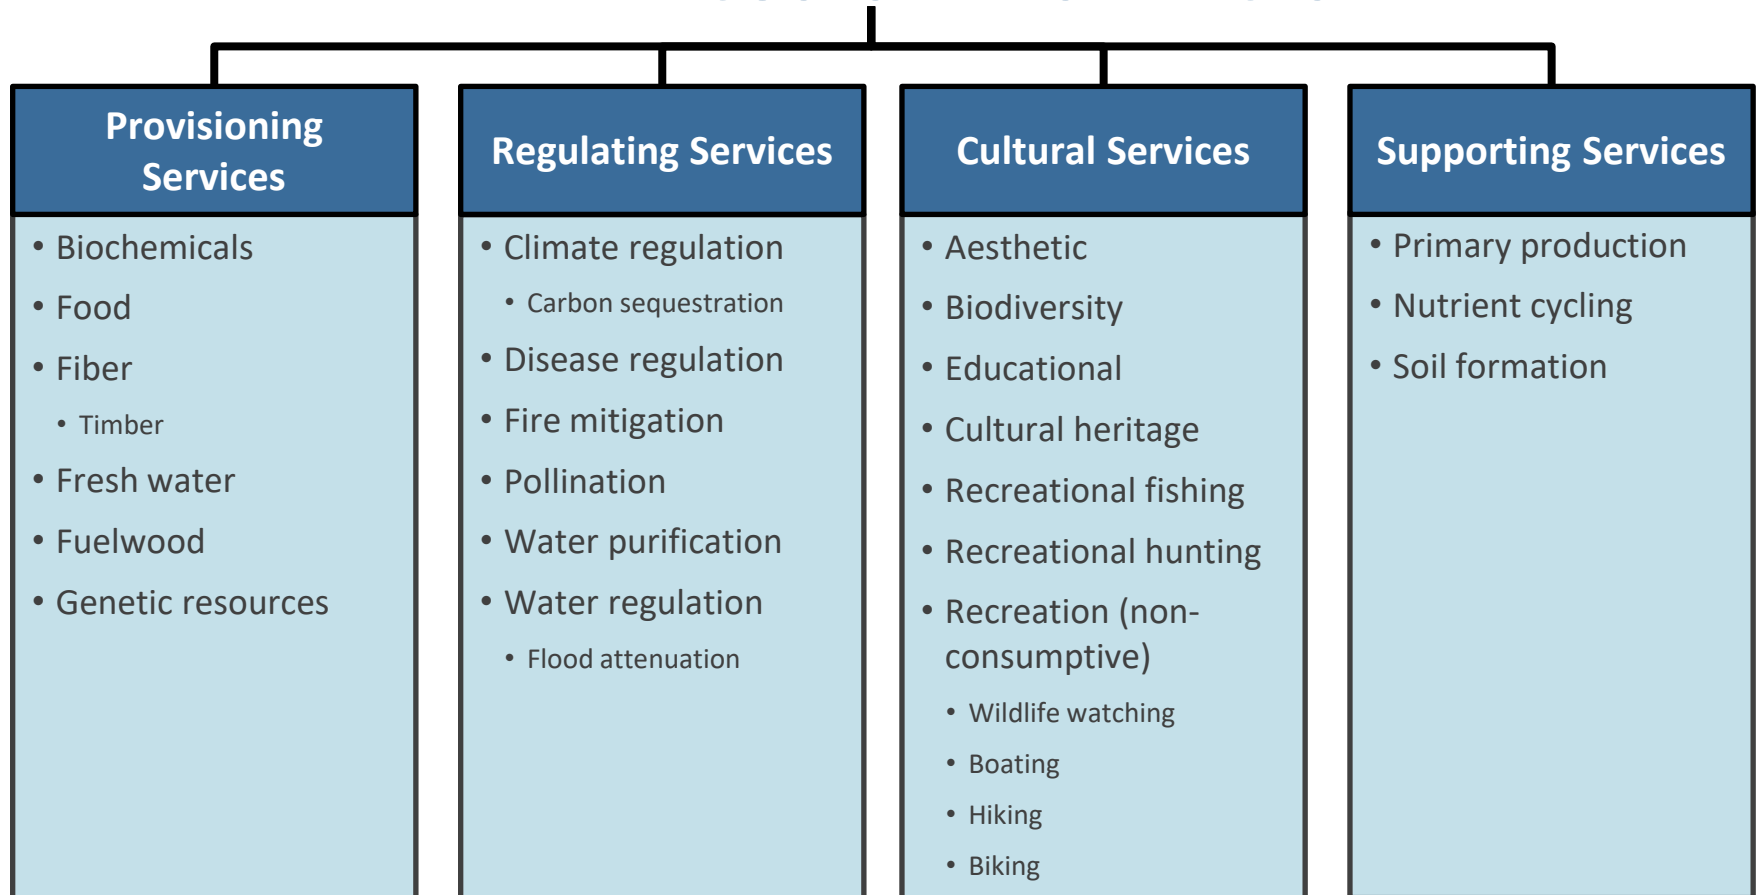 Provisioning
Services
• Biochemicals
• Food
• Fiber
• Timber
• Fresh water
• Fuelwood
• Genetic resources
Regulating Services
• Climate regulation
• Carbon sequestration
• Disease regulation
• Fire mitigation
• Pollination
• Water purification
• Water regulation
• Flood attenuation
Cultural Services
• Aesthetic
• Biodiversity
• Educational
• Cultural heritage
• Recreational fishing
• Recreational hunting
• Recreation (non-
consumptive)
• Wildlife watching
• Boating
• Hiking
• Biking
Supporting Services
• Primary production
• Nutrient cycling
• Soil formation